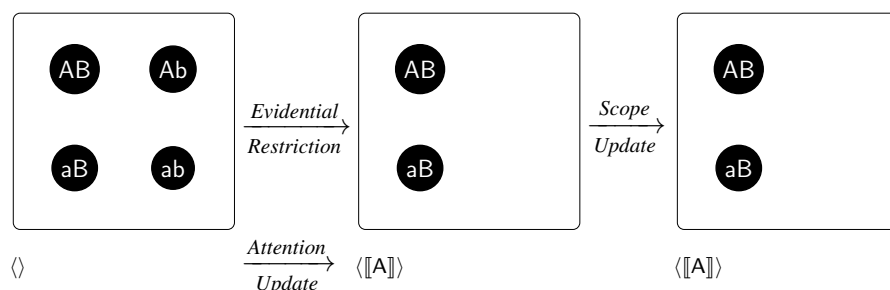 AB Ab AB AB
Evidential Scope
Restriction Update
aB ab aB aB
Attention
⟨⟩ ⟨⟦A⟧⟩ ⟨⟦A⟧⟩
Update